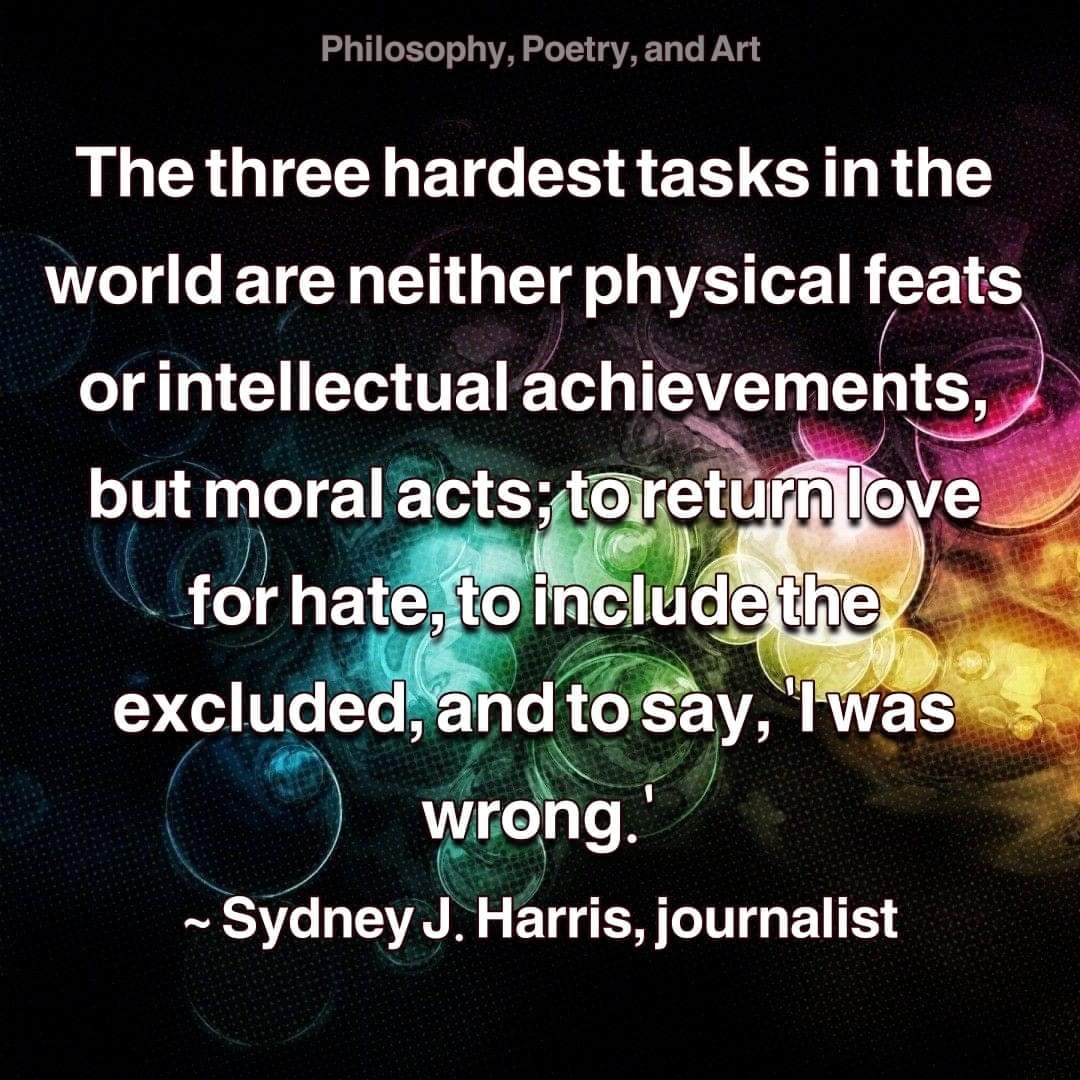 Philosophy, Poetry, and Art
The three hardest tasks in the
world are neither physical feats
or intellectual achievements,
but moral acts; to return love
for hate, to include the
excluded, and to say, 'I was
wrong.'
~ Sydney J. Harris, journalist